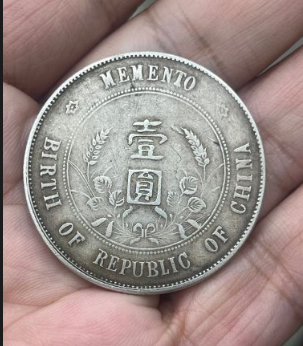 MEMENTO
壹
圓
BIRTH OF REPUBLIC OF CHINA